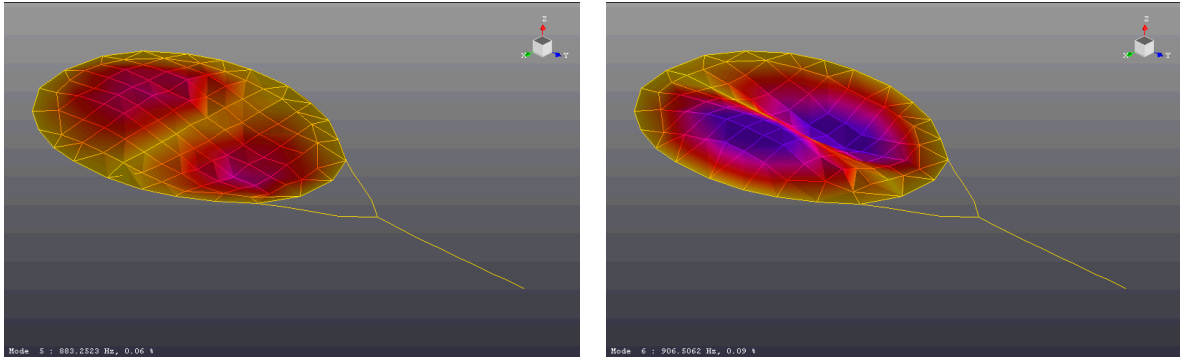 Z
X
Y
Mode 5 : 883.2523 Hz, 0.06 %
Z
X
Y
Mode 6 : 906.5062 Hz, 0.09 %